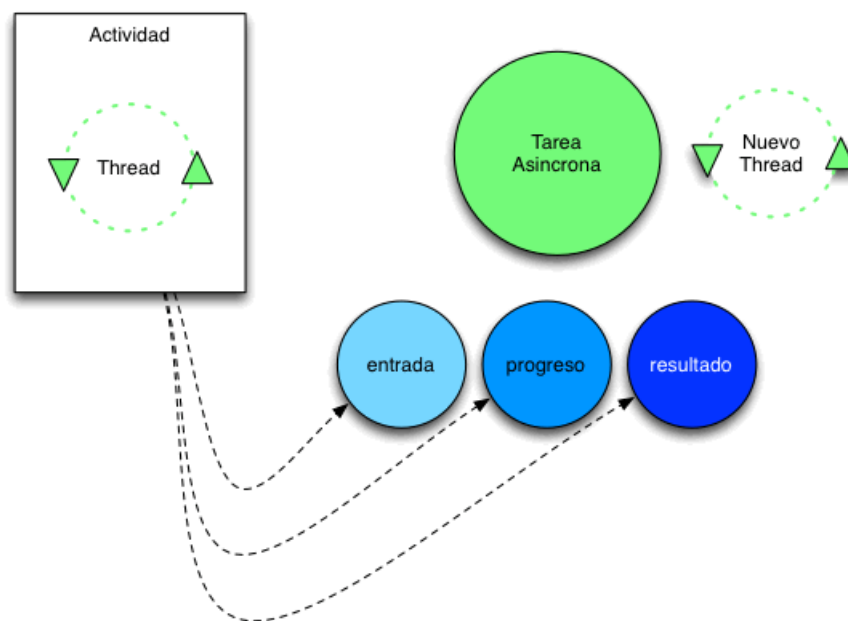 Actividad
Thread
Tarea
Asincrona
Nuevo
Thread
entrada
progreso
resultado